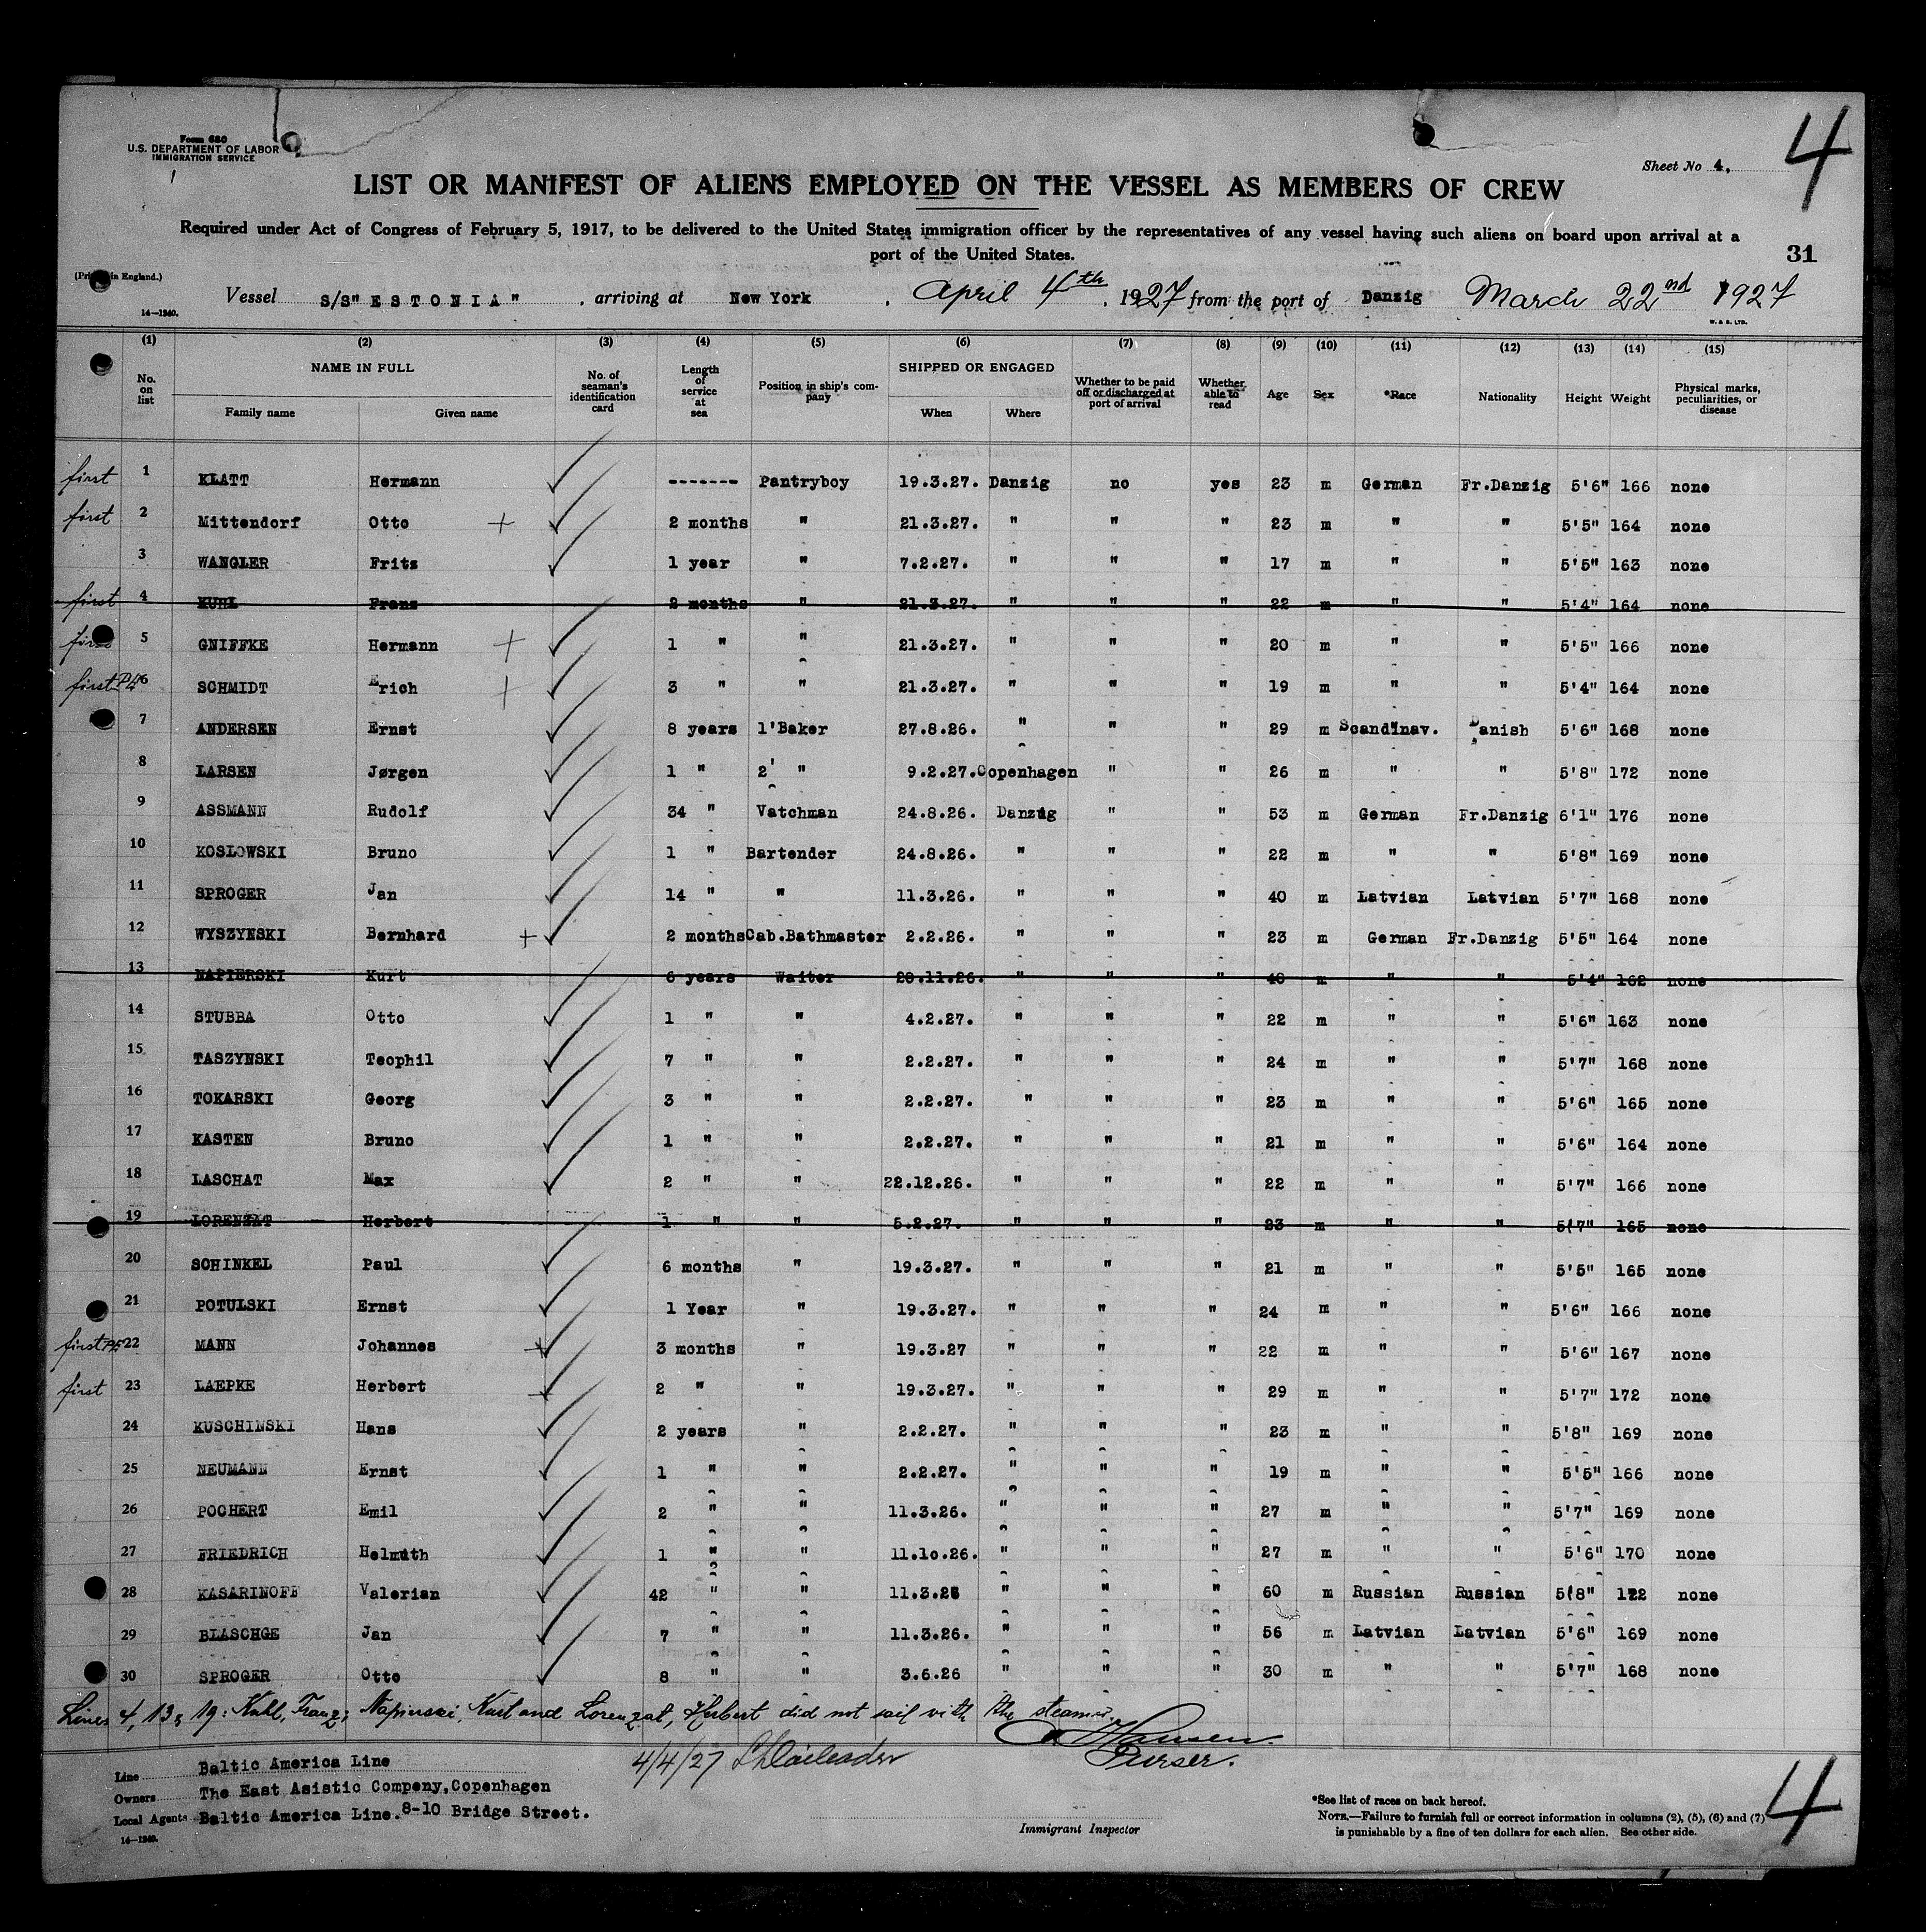 Form 680
U.S. DEPARTMENT OF LABOR
IMMIGRATION SERVICE
Sheet No 4.
4
LIST OR MANIFEST OF ALIENS EMPLOYED ON THE VESSEL AS MEMBERS OF CREW
Required under Act of Congress of February 5, 1917, to be delivered to the United States immigration officer by the representatives of any vessel having such aliens on board upon arrival at a
port of the United States.
31
(Printed in England.)
Vessel S/S" E S T O N I A " , arriving at New York , April 4th , 1927 from the port of Danzig March 22nd 1927
14—1240.
W. & S. LTD.
(1) (2) (3) (4) (5) (6) (7) (8) (9) (10) (11) (12) (13) (14) (15)
No. on list NAME IN FULL Family name Given name No. of seaman's identification card Length of service at sea Position in ship's company SHIPPED OR ENGAGED When Where Whether to be paid off or discharged at port of arrival Whether able to read Age Sex *Race Nationality Height Weight Physical marks, peculiarities, or disease
first 1 KLATT Hermann ------- Pantryboy 19.3.27. Danzig no yes 23 m German Fr.Danzig 5'6" 166 none
first 2 Mittendorf Otto + 2 months " 21.3.27. " " " 23 m " " 5'5" 164 none
3 WANGLER Fritz 1 year " 7.2.27. " " " 17 m " " 5'5" 163 none
first 4 KUHL Franz 2 months " 21.3.27. " " " 22 m " " 5'4" 164 none
first 5 GNIFFKE Hermann + 1 " " 21.3.27. " " " 20 m " " 5'5" 166 none
first 6 SCHMIDT Erich + 3 " " 21.3.27. " " " 19 m " " 5'4" 164 none
7 ANDERSEN Ernst 8 years 1'Baker 27.8.26. " " " 29 m Scandinav. Danish 5'6" 168 none
8 LARSEN Jørgen 1 " 2' " 9.2.27. Copenhagen " " 26 m " " 5'8" 172 none
9 ASSMANN Rudolf 34 " Vatchman 24.8.26. Danzig " " 53 m German Fr.Danzig 6'1" 176 none
10 KOSLOWSKI Bruno 1 " Bartender 24.8.26. " " " 22 m " " 5'8" 169 none
11 SPROGER Jan 14 " " 11.3.26. " " " 40 m Latvian Latvian 5'7" 168 none
12 WYSZYNSKI Bernhard + 2 months Cab.Bathmaster 2.2.26. " " " 23 m German Fr.Danzig 5'5" 164 none
13 NAPIERSKI Kurt 6 years Waiter 20.11.26. " " " 40 m " " 5'4" 162 none
14 STUBBA Otto 1 " " 4.2.27. " " " 22 m " " 5'6" 163 none
15 TASZYNSKI Teophil 7 " " 2.2.27. " " " 24 m " " 5'7" 168 none
16 TOKARSKI Georg 3 " " 2.2.27. " " " 23 m " " 5'6" 165 none
17 KASTEN Bruno 1 " " 2.2.27. " " " 21 m " " 5'6" 164 none
18 LASCHAT Max 2 " " 22.12.26. " " " 22 m " " 5'7" 166 none
19 LORENZAT Herbert 1 " " 5.2.27. " " " 23 m " " 5(7" 165 none
20 SCHINKEL Paul 6 months " 19.3.27. " " " 21 m " " 5'5" 165 none
21 POTULSKI Ernst 1 Year " 19.3.27. " " " 24 m " " 5'6" 166 none
first 22 MANN Johannes + 3 months " 19.3.27 " " " 22 m " " 5'6" 167 none
first 23 LAEPKE Herbert 2 " " 19.3.27. " " " 29 m " " 5'7" 172 none
24 KUSCHINSKI Hans 2 years " 2.2.27. " " " 23 m " " 5'8" 169 none
25 NEUMANN Ernst 1 " " 2.2.27. " " " 19 m " " 5'5" 166 none
26 POCHERT Emil 2 " " 11.3.26. " " " 27 m " " 5'7" 169 none
27 FRIEDRICH Helmuth 1 " " 11.1o.26. " " " 27 m " " 5'6" 170 none
28 KASARINOFF Valerian 42 " " 11.3.26 " " " 60 m Russian Russian 5(8" 122 none
29 BLASCHGE Jan 7 " " 11.3.26. " " " 56 m Latvian Latvian 5'6" 169 none
30 SPROGER Otto 8 " " 3.6.26 " " " 30 m " " 5'7" 168 none
Lines 4, 13, 19: Kuhl, Franz; Napierski, Kurt and Lorenzat, Herbert did not sail with the steamer.
Hansen
Purser.
4/4/27
Line Baltic America Line
Owners The East Asistic Compeny,Copenhagen
Local Agents Baltic America Line. 8-10 Bridge Street.
14—1240.
Immigrant Inspector
*See list of races on back hereof.
NOTE.—Failure to furnish full or correct information in columns (2), (5), (6) and (7)
is punishable by a fine of ten dollars for each alien. See other side.
4